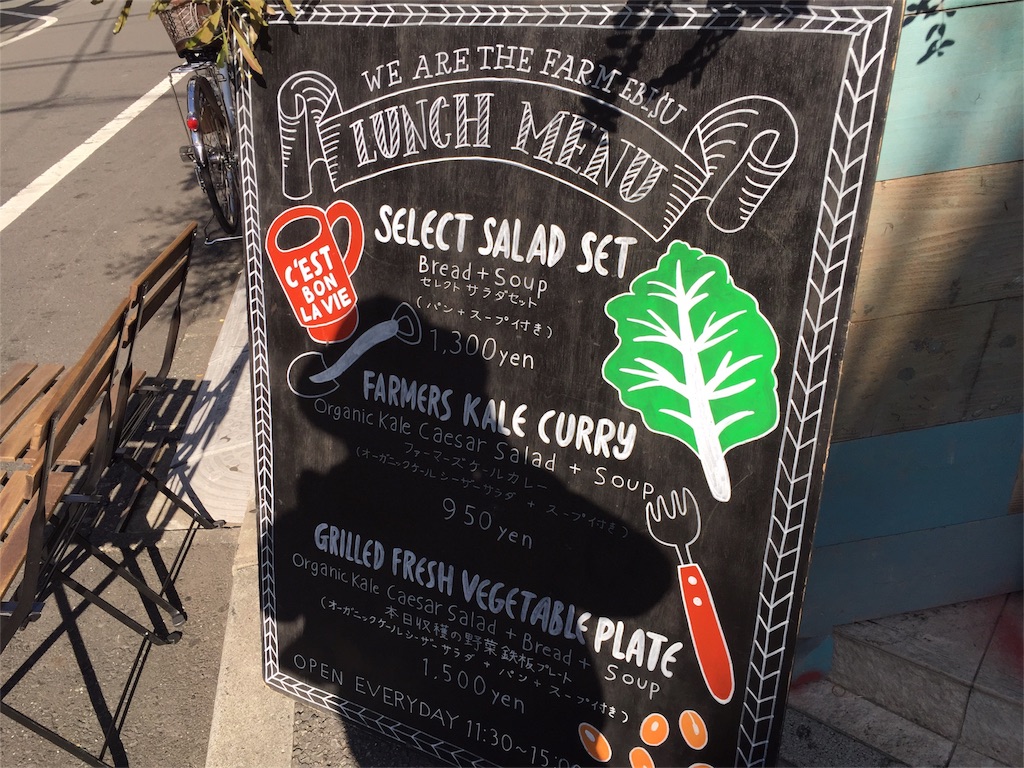 WE ARE THE FARM EBISU
LUNCH MENU
C'EST
BON
LA VIE
SELECT SALAD SET
Bread + Soup
セレクトサラダセット
(パン+スープ付き)
1,300yen
FARMERS KALE CURRY
Organic Kale Caesar Salad + Soup
ファーマーズケールカレー
(オーガニックケールシーザーサラダ + スープ付き)
950yen
GRILLED FRESH VEGETABLE PLATE
Organic Kale Caesar Salad + Bread + Soup
本日収穫の野菜鉄板プレート
(オーガニックケールシーザーサラダ + パン+スープ付き)
1,500yen
OPEN EVERYDAY 11:30~15:00